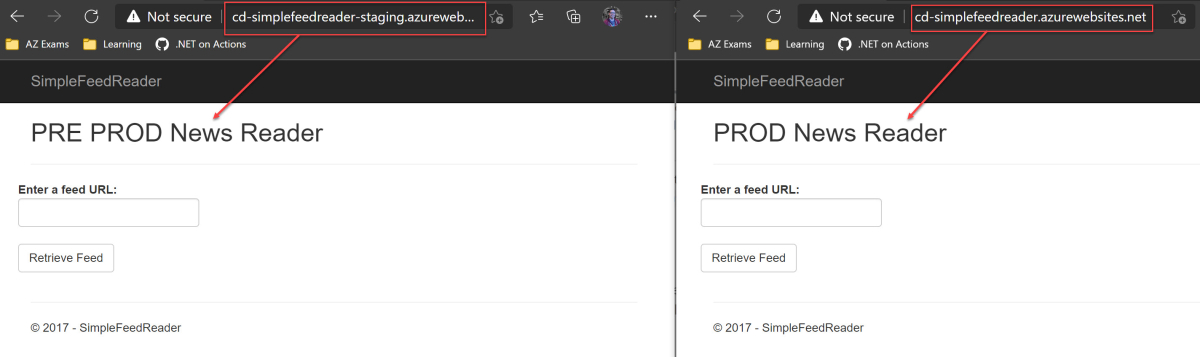 Not secure | cd-simplefeedreader-staging.azureweb...
AZ Exams Learning .NET on Actions
SimpleFeedReader
PRE PROD News Reader
Enter a feed URL:
Retrieve Feed
© 2017 - SimpleFeedReader
Not secure | cd-simplefeedreader.azurewebsites.net
AZ Exams Learning .NET on Actions
SimpleFeedReader
PROD News Reader
Enter a feed URL:
Retrieve Feed
© 2017 - SimpleFeedReader